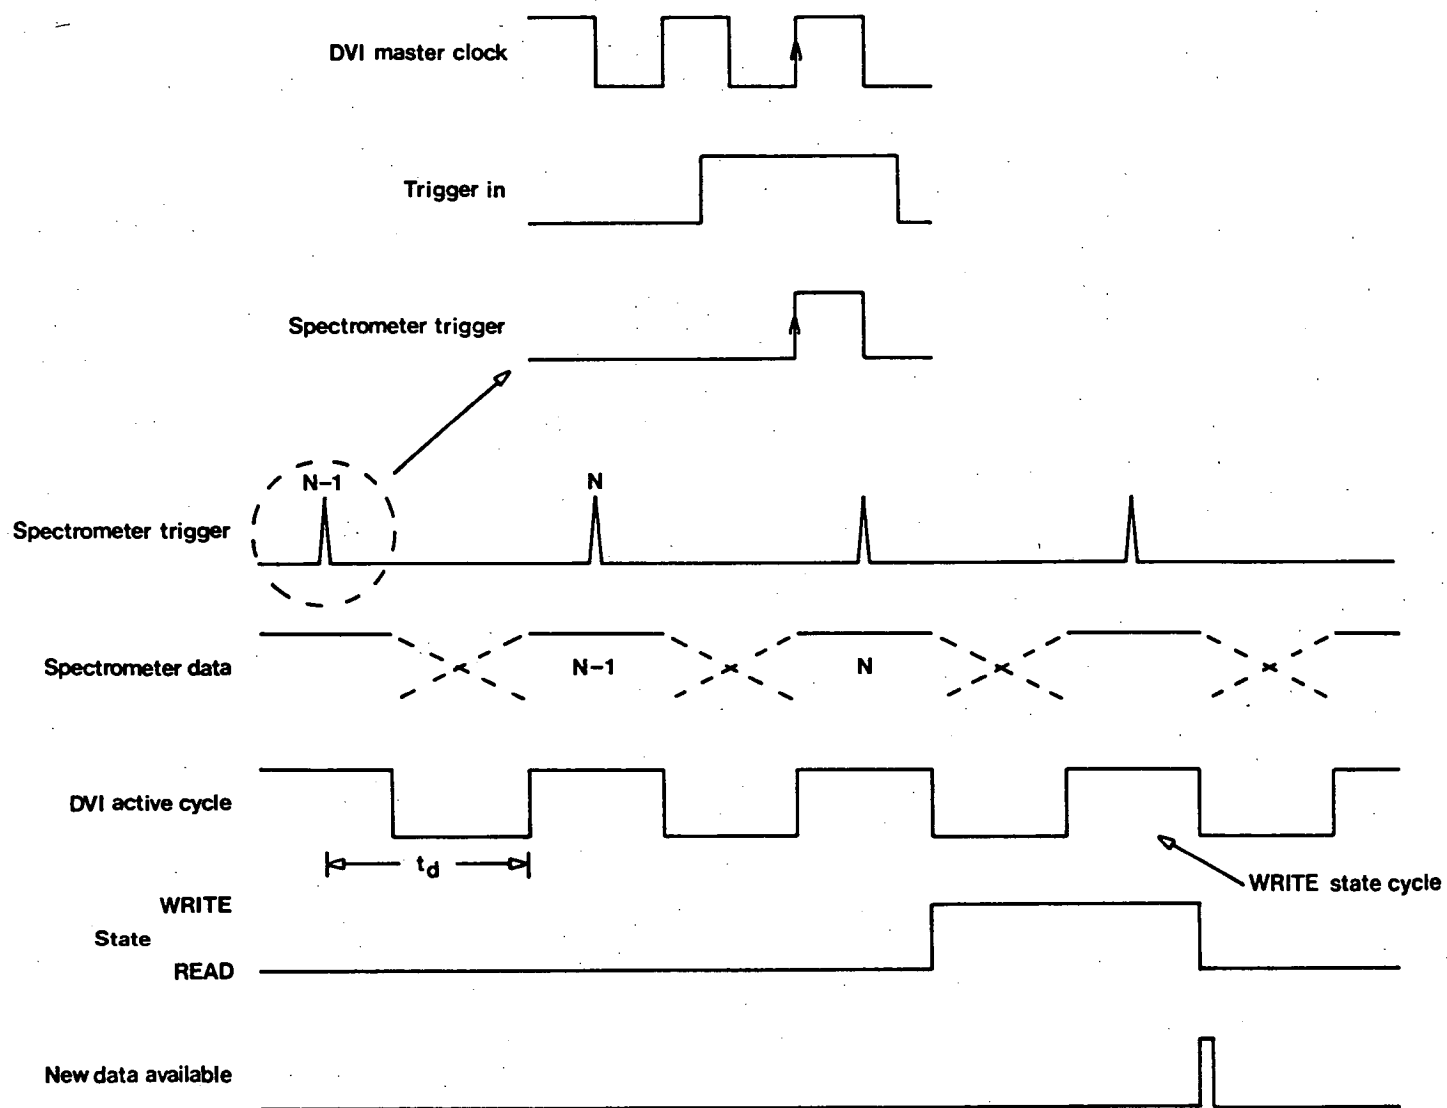 DVI master clock
Trigger in
Spectrometer trigger
N–1
N
Spectrometer trigger
Spectrometer data
N–1
N
DVI active cycle
td
WRITE state cycle
WRITE
State
READ
New data available